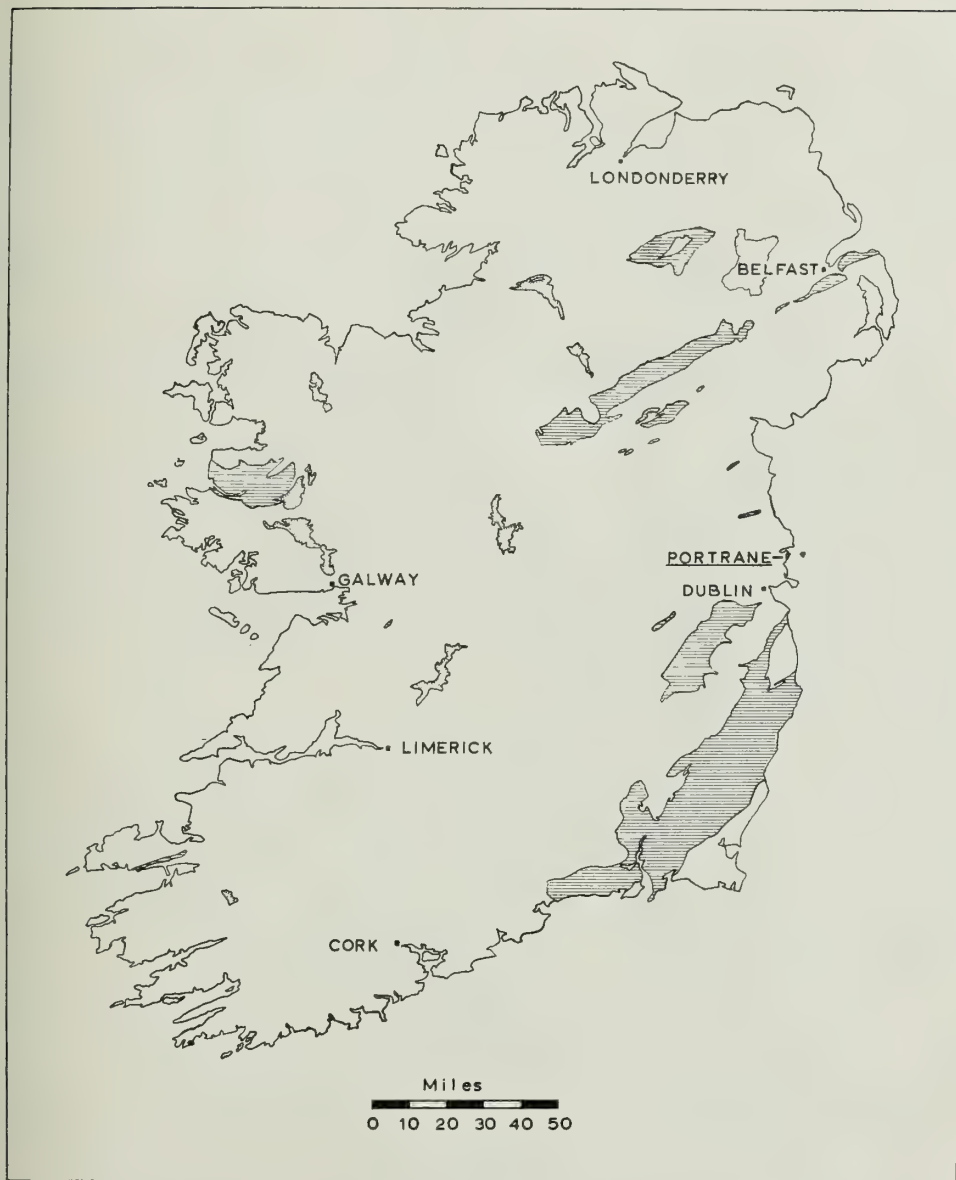 LONDONDERRY
BELFAST
PORTRANE
GALWAY
DUBLIN
LIMERICK
CORK
Miles
0 10 20 30 40 50